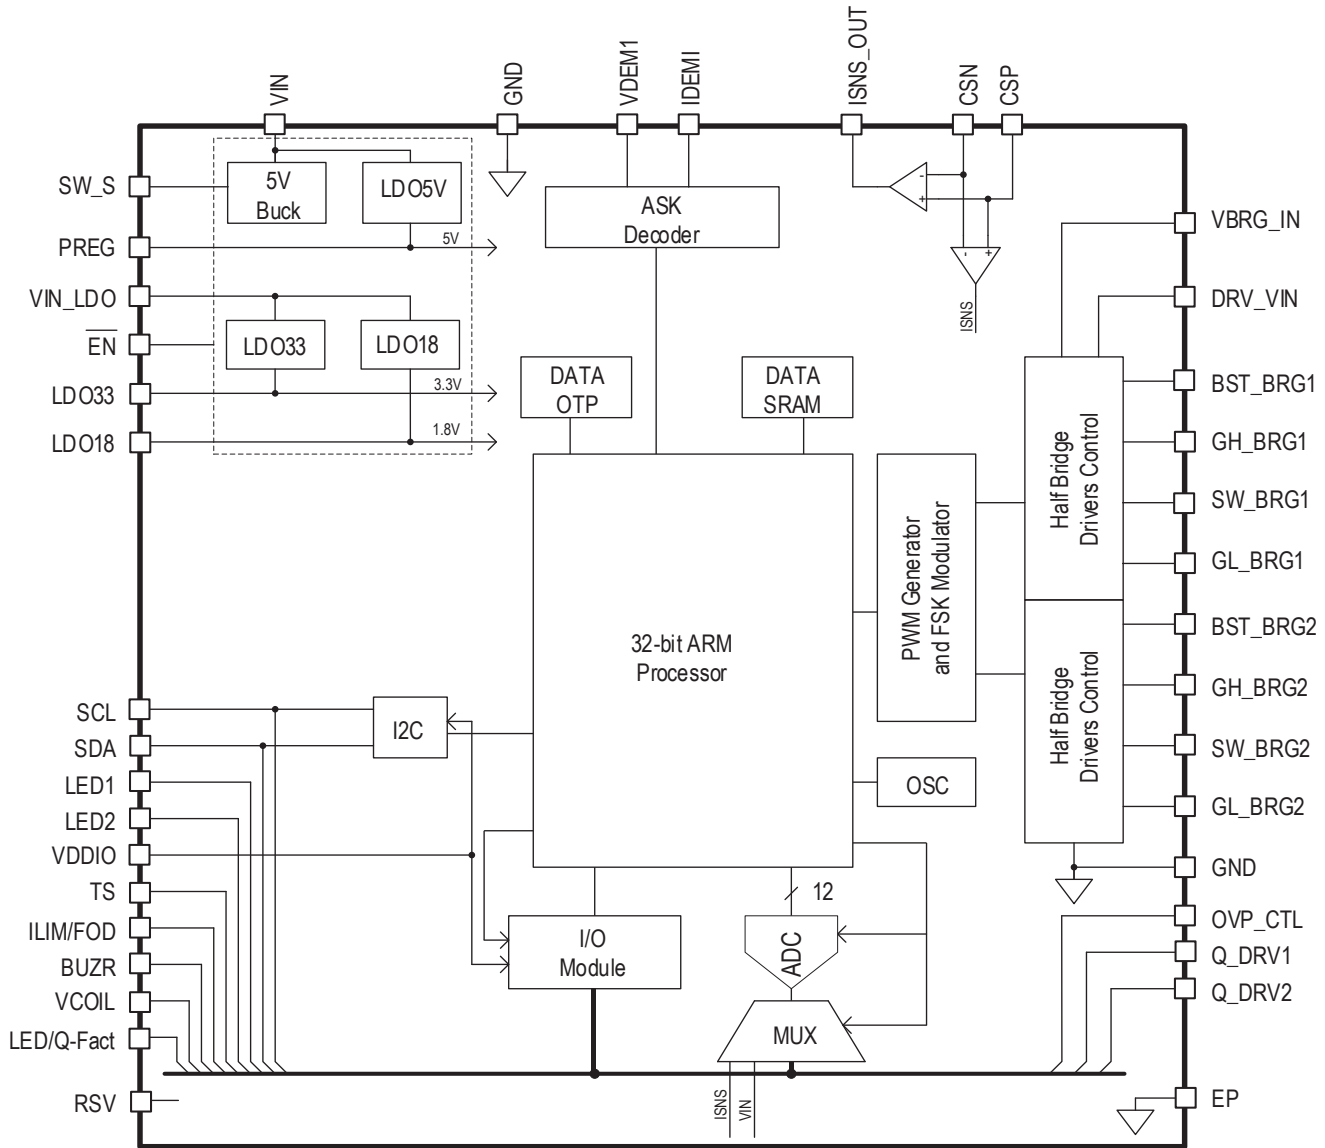 VIN
GND
VDEM1
IDEMI
ISNS_OUT
CSN
CSP
SW_S
PREG
VIN_LDO
EN
LDO33
LDO18
5V
Buck
LDO5V
5V
LDO33
LDO18
3.3V
1.8V
ASK
Decoder
-
+
-
+
ISNS
VBRG_IN
DRV_VIN
BST_BRG1
GH_BRG1
SW_BRG1
GL_BRG1
BST_BRG2
GH_BRG2
SW_BRG2
GL_BRG2
GND
OVP_CTL
Q_DRV1
Q_DRV2
EP
DATA
OTP
DATA
SRAM
32-bit ARM
Processor
PWM Generator
and FSK Modulator
Half Bridge
Drivers Control
Half Bridge
Drivers Control
OSC
I2C
SCL
SDA
LED1
LED2
VDDIO
TS
ILIM/FOD
BUZR
VCOIL
LED/Q-Fact
RSV
I/O
Module
12
ADC
MUX
ISNS
VIN